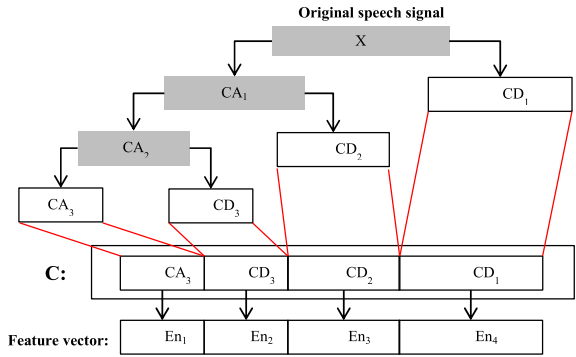 Original speech signal
X
CA₁
CD₁
CA₂
CD₂
CA₃
CD₃
C: CA₃ CD₃ CD₂ CD₁
Feature vector: En₁ En₂ En₃ En₄